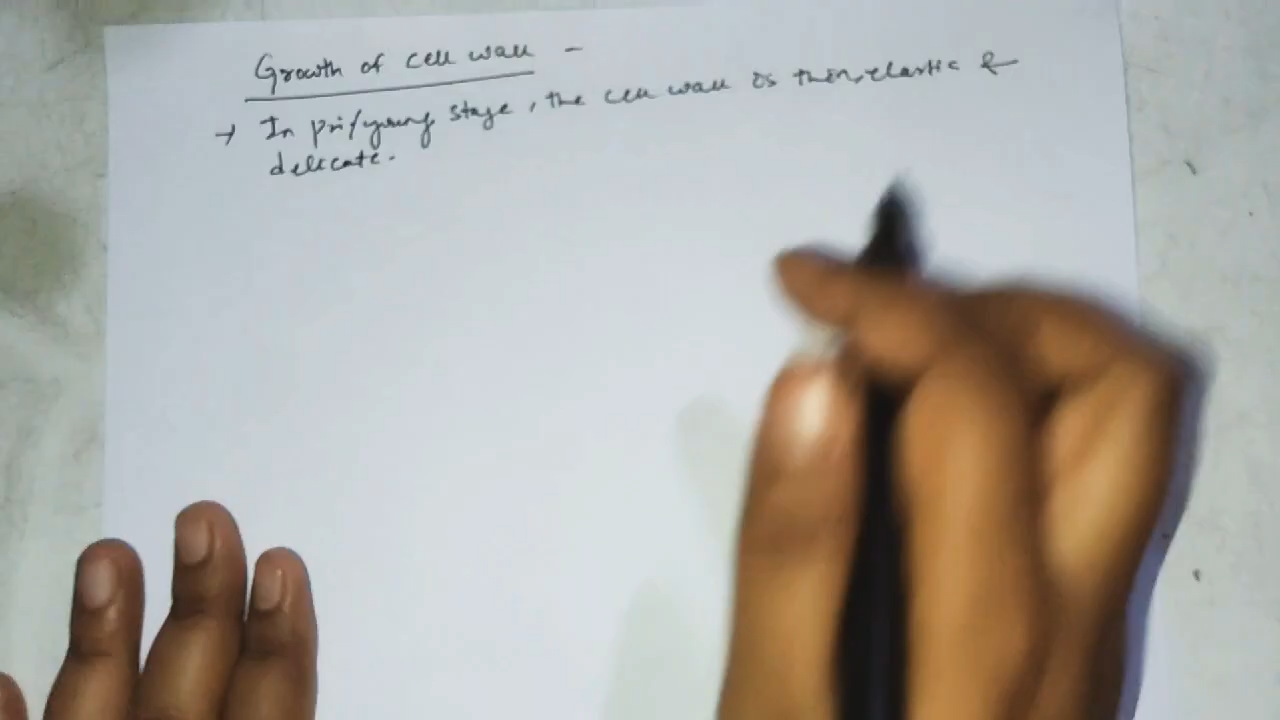 Growth of cell wall -
→ In pri/young stage, the cell wall is thin, elastic &
delicate.